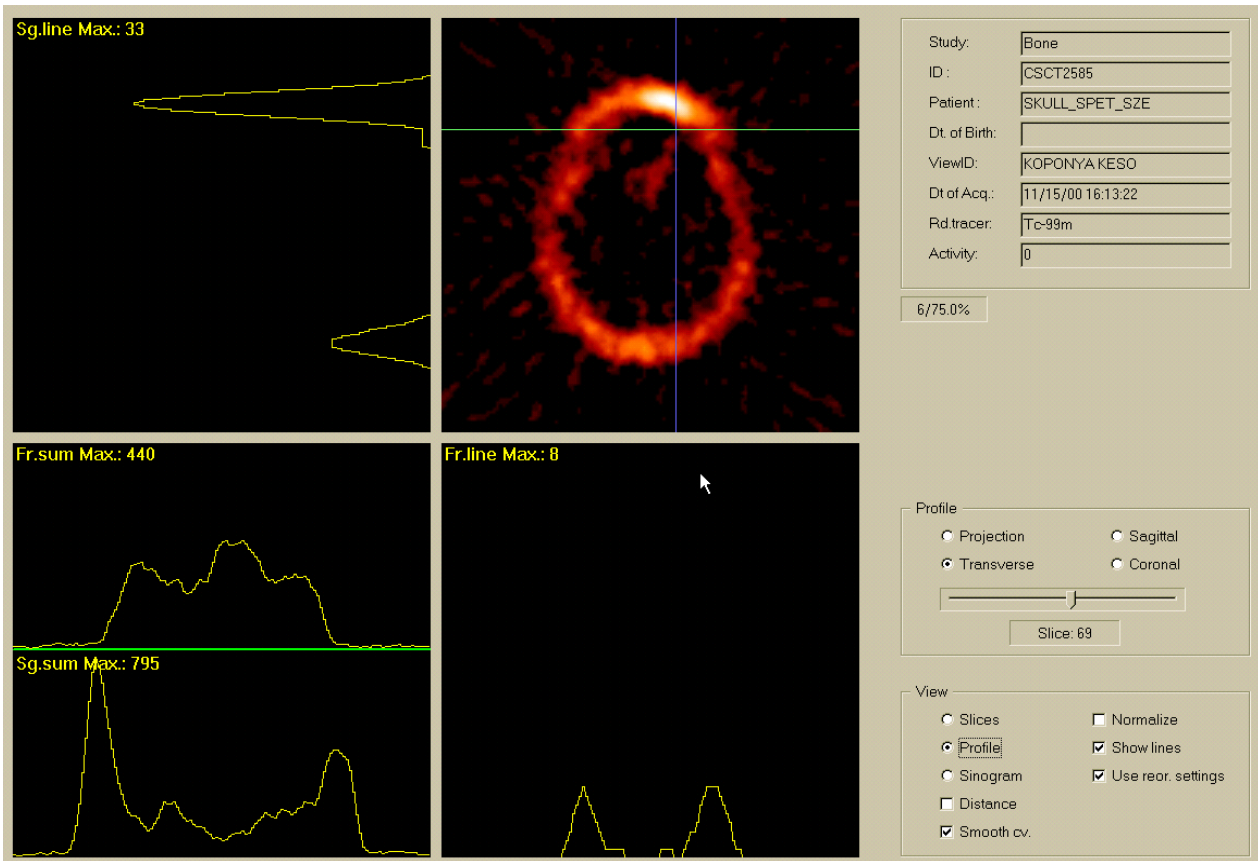 Sg.line Max.: 33
Fr.sum Max.: 440
Sg.sum Max.: 795
Fr.line Max.: 8
Study: Bone
ID : CSCT2585
Patient : SKULL_SPET_SZE
Dt. of Birth:
ViewID: KOPONYA KESO
Dt of Acq.: 11/15/00 16:13:22
Rd.tracer: Tc-99m
Activity: 0
6/75.0%
Profile
Projection Sagittal
Transverse Coronal
Slice: 69
View
Slices Normalize
Profile Show lines
Sinogram Use reor. settings
Distance
Smooth cv.